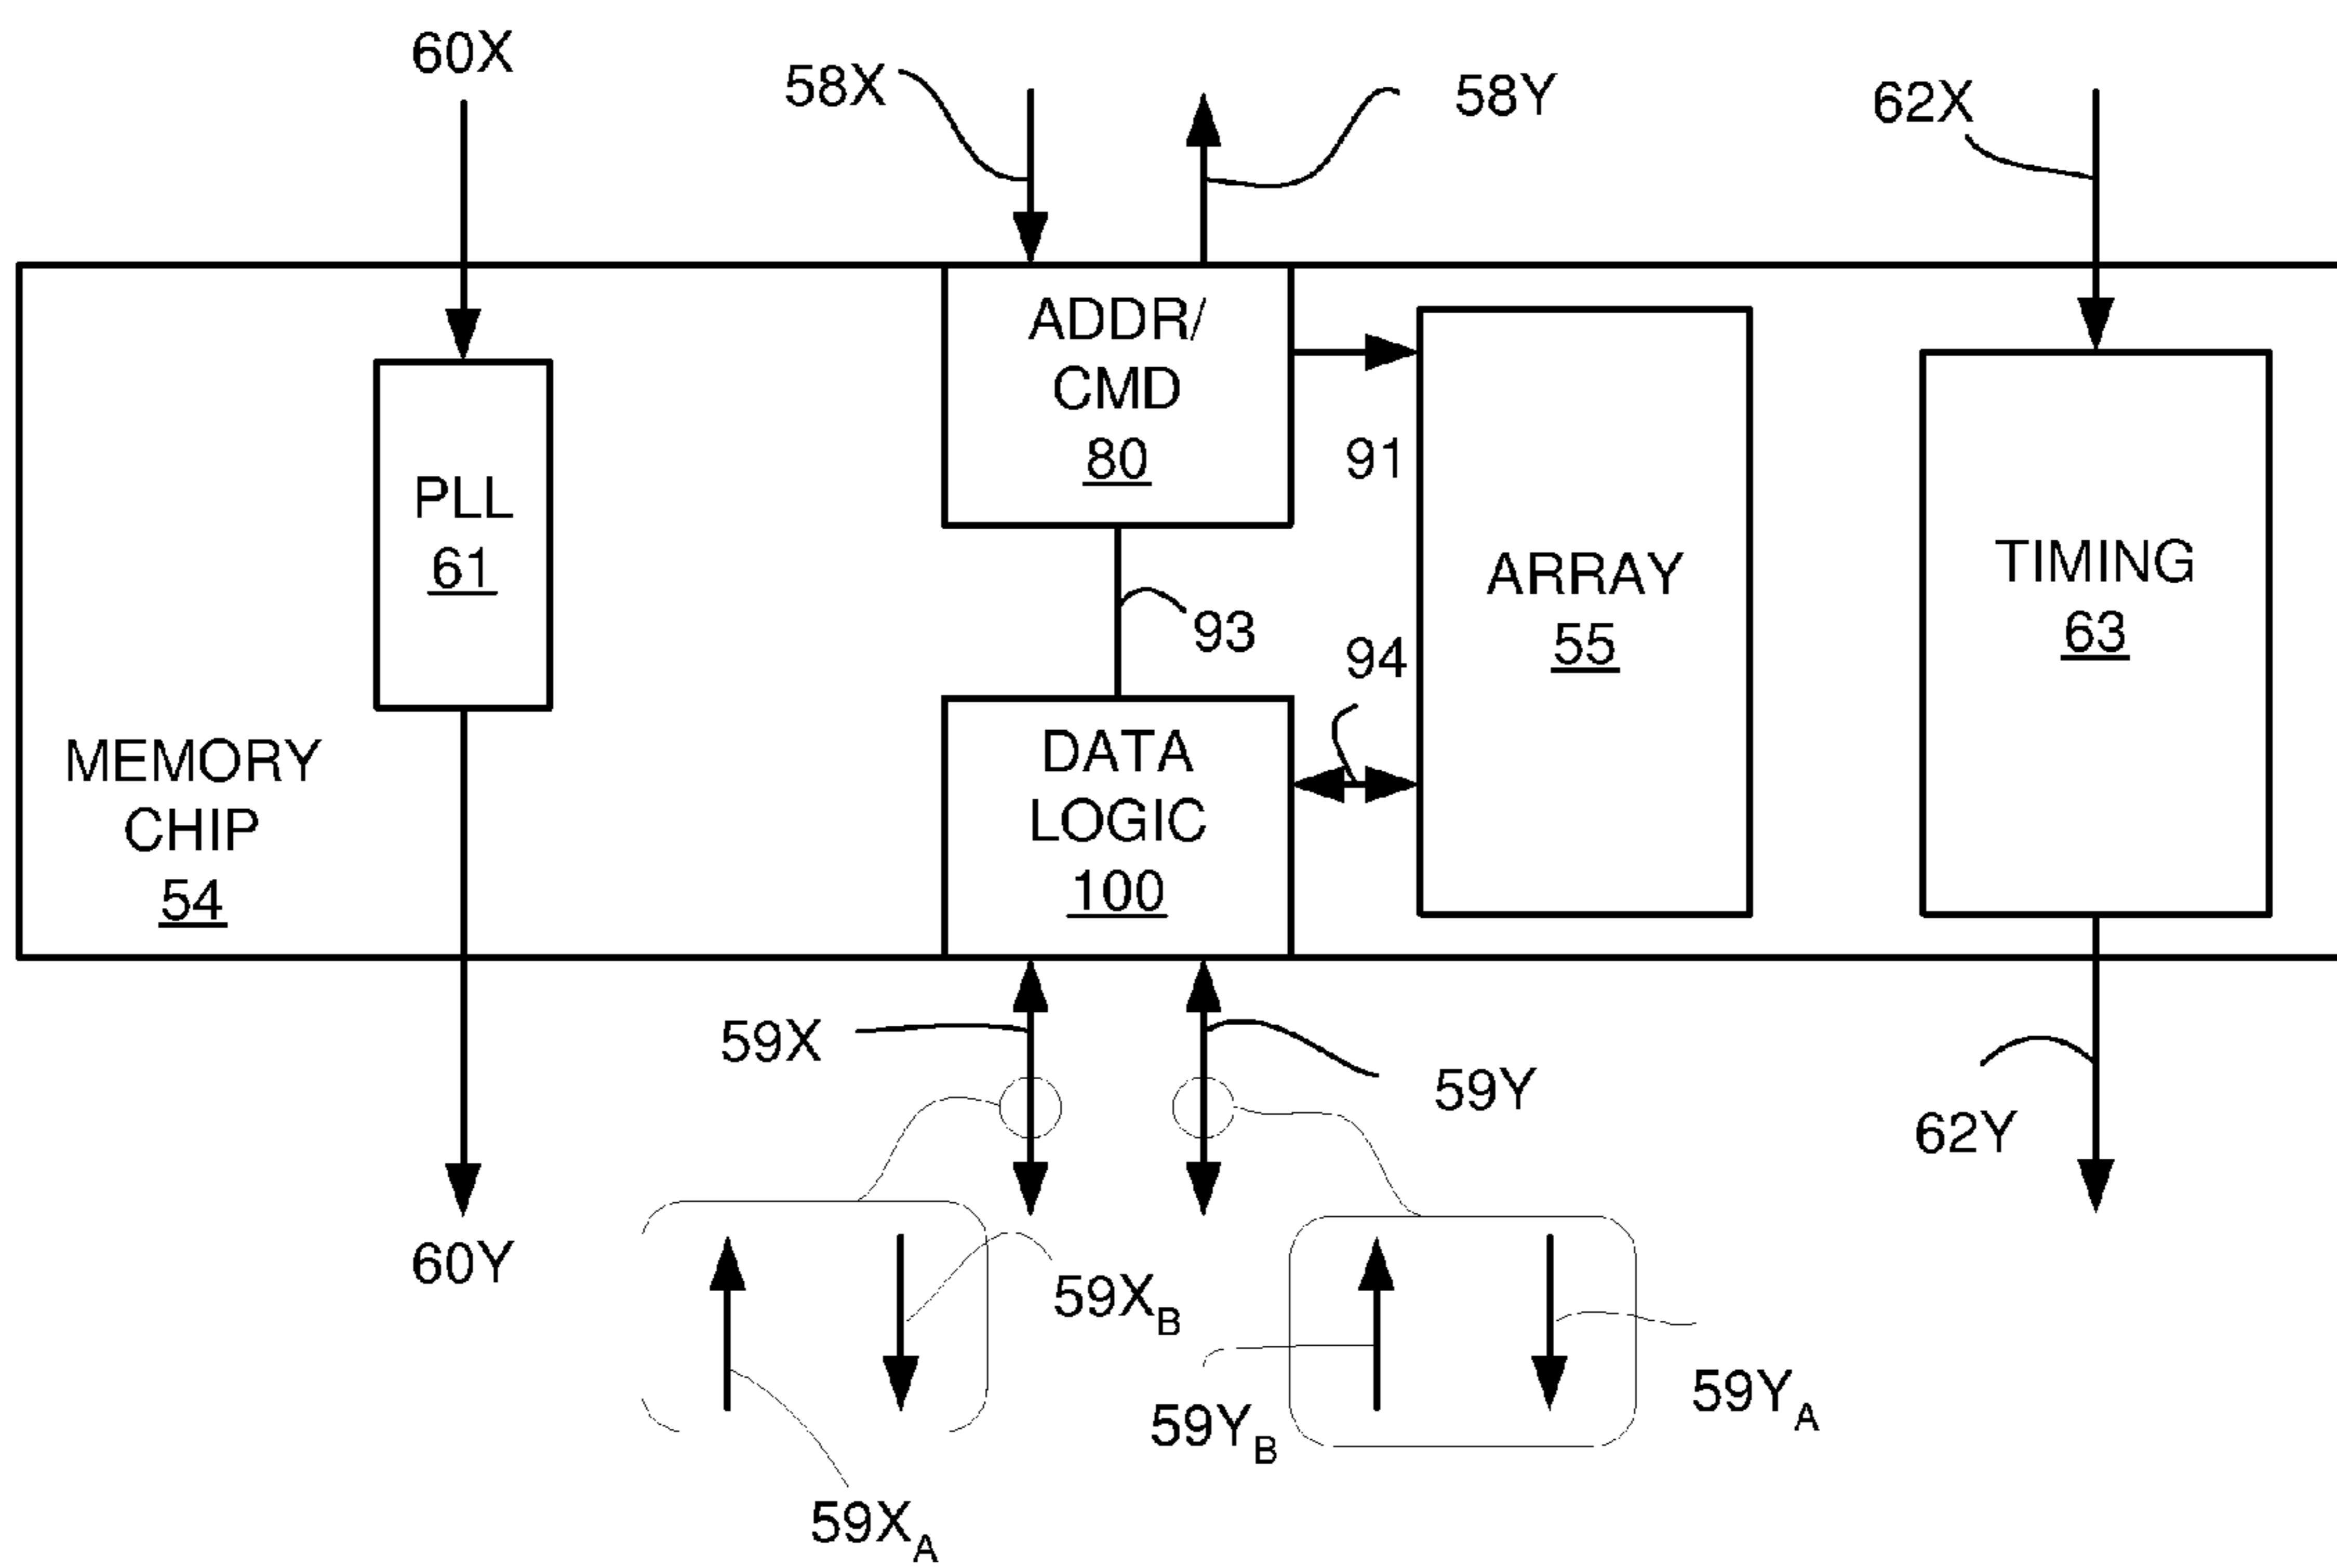 60X
58X
58Y
62X
ADDR/
CMD
80
91
PLL
61
ARRAY
55
TIMING
63
93
94
MEMORY
CHIP
54
DATA
LOGIC
100
59X
59Y
62Y
60Y
59XB
59YB
59YA
59XA